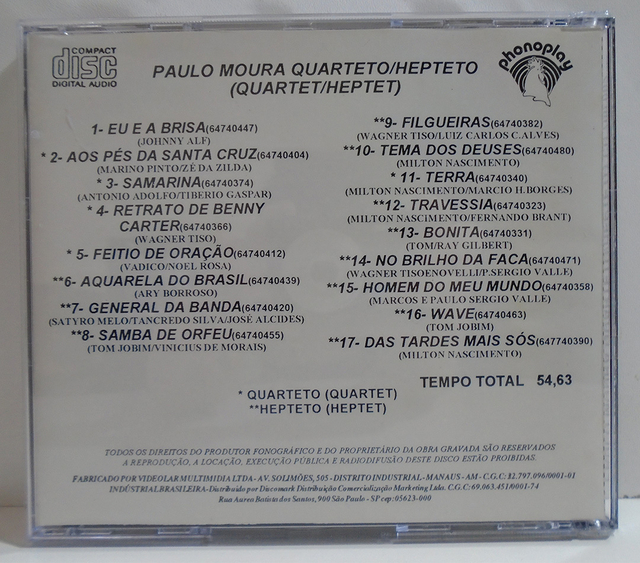 COMPACT
disc
DIGITAL AUDIO
PAULO MOURA QUARTETO/HEPTETO
(QUARTET/HEPTET)
phonoplay
1- EU E A BRISA(64740447)
(JOHNNY ALF)
* 2- AOS PÉS DA SANTA CRUZ(64740404)
(MARINO PINTO/ZÉ DA ZILDA)
* 3- SAMARINA(64740374)
(ANTONIO ADOLFO/TIBERIO GASPAR)
* 4- RETRATO DE BENNY
CARTER(64740366)
(WAGNER TISO)
* 5- FEITIO DE ORAÇÃO(64740412)
(VADICO/NOEL ROSA)
**6- AQUARELA DO BRASIL(64740439)
(ARY BORROSO)
**7- GENERAL DA BANDA(64740420)
(SATYRO MELO/TANCREDO SILVA/JOSÉ ALCIDES)
**8- SAMBA DE ORFEU(64740455)
(TOM JOBIM/VINICIUS DE MORAIS)
**9- FILGUEIRAS(64740382)
(WAGNER TISO/LUIZ CARLOS C.ALVES)
**10- TEMA DOS DEUSES(64740480)
(MILTON NASCIMENTO)
* 11- TERRA(64740340)
(MILTON NASCIMENTO/MARCIO H.BORGES)
**12- TRAVESSIA(64740323)
(MILTON NASCIMENTO/FERNANDO BRANT)
**13- BONITA(64740331)
(TOM/RAY GILBERT)
**14- NO BRILHO DA FACA(64740471)
(WAGNER TISOENOVELLI/P.SERGIO VALLE)
**15- HOMEM DO MEU MUNDO(64740358)
(MARCOS E PAULO SERGIO VALLE)
**16- WAVE(64740463)
(TOM JOBIM)
**17- DAS TARDES MAIS SÓS(647740390)
(MILTON NASCIMENTO)
TEMPO TOTAL 54,63
* QUARTETO (QUARTET)
**HEPTETO (HEPTET)
TODOS OS DIREITOS DO PRODUTOR FONOGRÁFICO E DO PROPRIETÁRIO DA OBRA GRAVADA SÃO RESERVADOS
A REPRODUÇÃO, A LOCAÇÃO, EXECUÇÃO PÚBLICA E RADIODIFUSÃO DESTE DISCO ESTÃO PROIBIDAS.
FABRICADO POR VIDEOLAR MULTIMIDIA LTDA - AV. SOLIMÕES, 505 - DISTRITO INDUSTRIAL - MANAUS - AM - C.G.C: 12.797.096/0001-01
INDÚSTRIA BRASILEIRA - Distribuido por Discomark Distribuição Comercialização Marketing Ltda. C.G.C: 69.063.451/0001-74
Rua Aurea Batista dos Santos, 900 São Paulo - SP cep: 05623-000